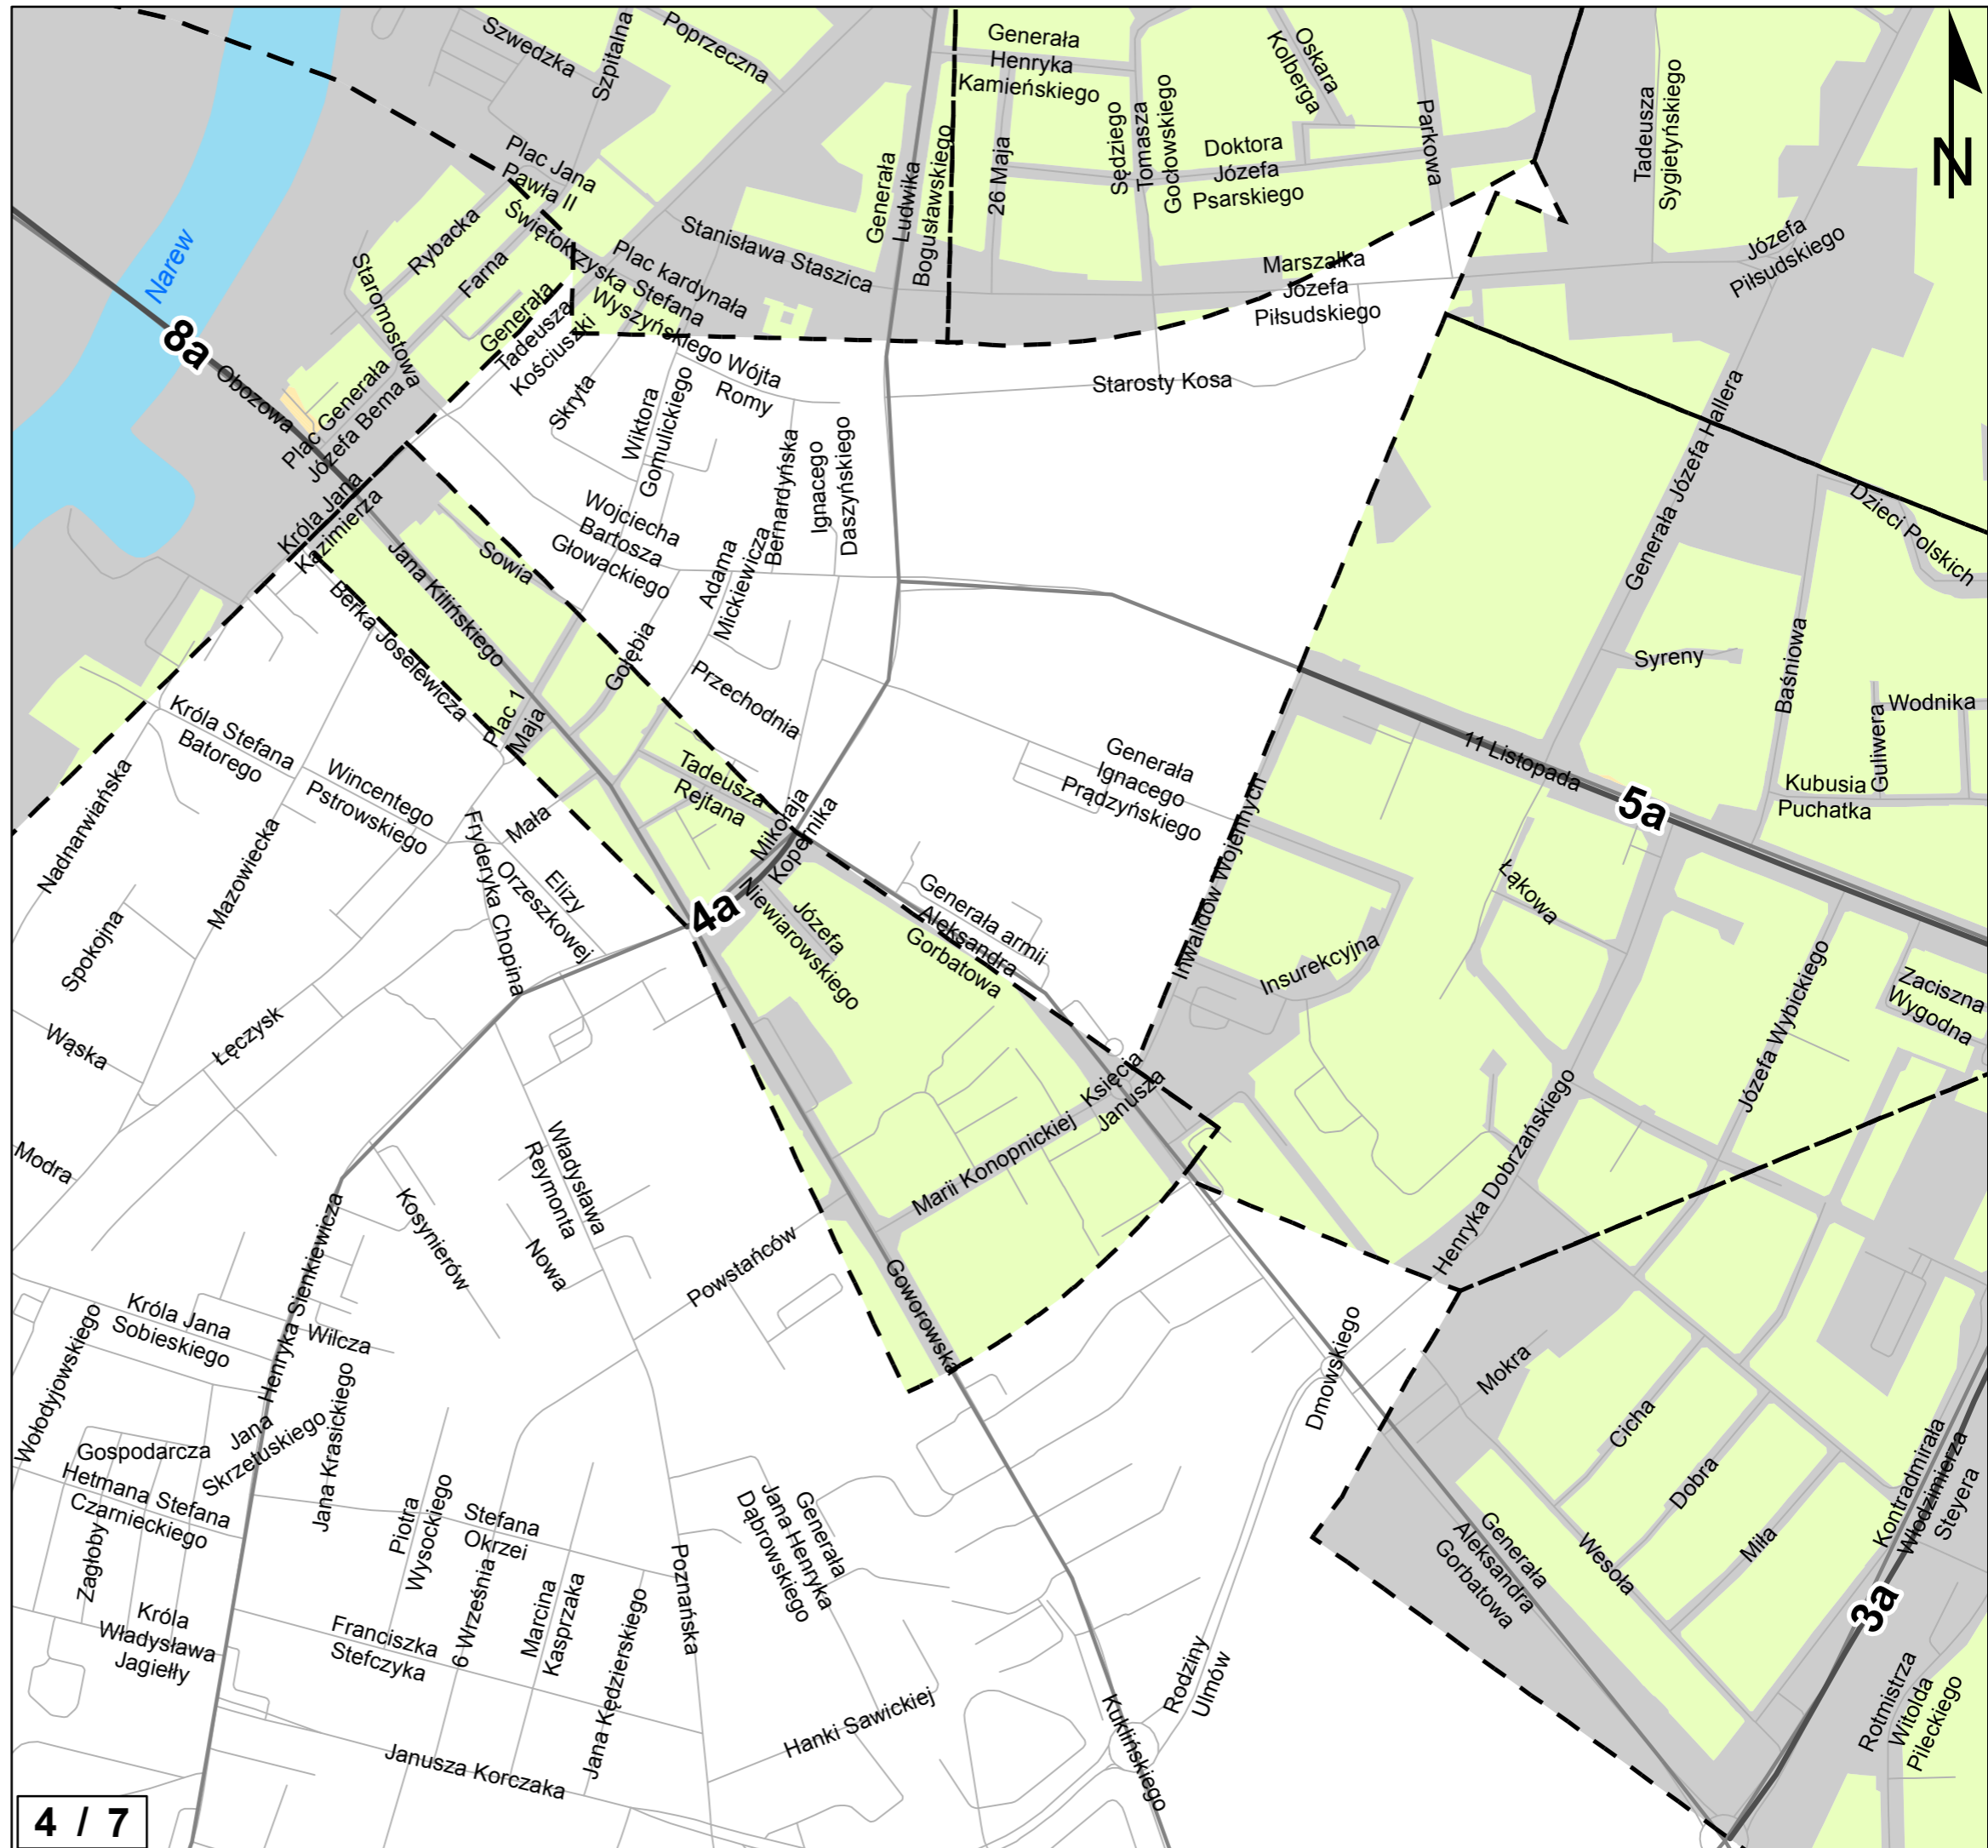 Szwedzka
Szpitalna
Poprzeczna
Generała
Henryka
Kamieńskiego
Oskara
Kolberga
Tadeusza
Sygietyńskiego
N
Plac Jana
Pawła II
Generała
Ludwika
Bogusławskiego
26 Maja
Sędziego
Tomasza
Gocłowskiego
Doktora
Józefa
Psarskiego
Parkowa
Narew
Rybacka
Farna
Świętokrzyska
Plac kardynała
Stefana
Wyszyńskiego
Stanisława Staszica
Marszałka
Józefa
Piłsudskiego
Józefa
Piłsudskiego
8a
Obozowa
Staromostowa
Generała
Tadeusza
Kościuszki
Plac Generała
Józefa Bema
Skryta
Wiktora
Gomulickiego
Wójta
Romy
Starosty Kosa
Generała Józefa Hallera
Bernardyńska
Ignacego
Daszyńskiego
Króla Jana
Kazimierza
Wojciecha
Bartosza
Głowackiego
Adama
Mickiewicza
Dzieci Polskich
Jana Kilińskiego
Sowia
Berka Joselewicza
Gołębia
Przechodnia
Plac 1
Maja
Syreny
Baśniowa
Guliwera
Wodnika
Kubusia
Puchatka
Króla Stefana
Batorego
Wincentego
Pstrowskiego
Nadnarwiańska
Mazowiecka
Spokojna
Wąska
Łęczysk
Modra
Fryderyka Chopina
Mała
Elizy
Orzeszkowej
Tadeusza
Rejtana
Mikołaja
Kopernika
4a
Józefa
Niewiarowskiego
Generała armii
Aleksandra
Gorbatowa
Generała
Ignacego
Prądzyńskiego
Inwalidów Wojennych
11 Listopada
5a
Łąkowa
Insurekcyjna
Józefa Wybickiego
Zaciszna
Wygodna
Księcia
Janusza
Marii Konopnickiej
Henryka Dobrzańskiego
Władysława
Reymonta
Kosynierów
Nowa
Powstańców
Goworowska
Henryka Sienkiewicza
Króla Jana
Sobieskiego
Wilcza
Wołodyjowskiego
Gospodarcza
Jana
Skrzetuskiego
Hetmana Stefana
Czarnieckiego
Jana Krasickiego
Zagłoby
Króla
Władysława
Jagiełły
Piotra
Wysockiego
Stefana
Okrzei
6 Września
Marcina
Kasprzaka
Franciszka
Stefczyka
Jana Kędzierskiego
Poznańska
Generała
Jana Henryka
Dąbrowskiego
Janusza Korczaka
Hanki Sawickiej
Dmowskiego
Rodziny
Ulmów
Kuklińskiego
Mokra
Cicha
Dobra
Miła
Wesoła
Generała
Aleksandra
Gorbatowa
Kontradmirała
Włodzimierza
Steyera
3a
Rotmistrza
Witolda
Pileckiego
4 / 7